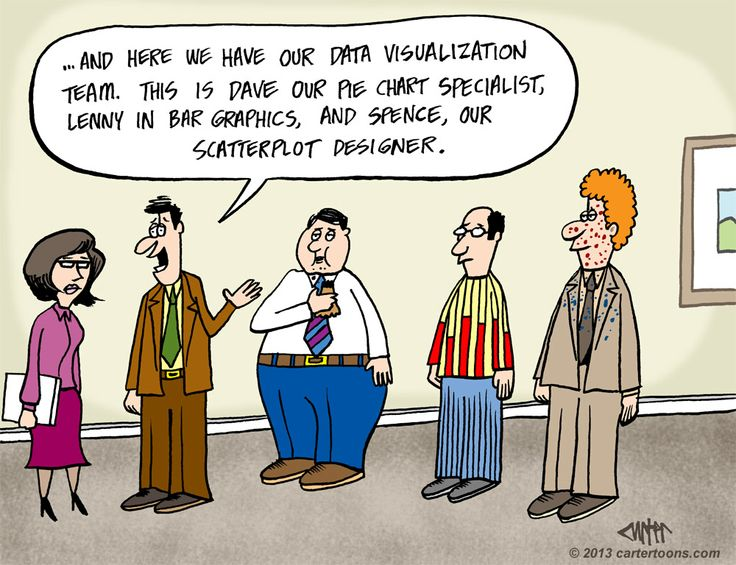 ...AND HERE WE HAVE OUR DATA VISUALIZATION
TEAM. THIS IS DAVE OUR PIE CHART SPECIALIST,
LENNY IN BAR GRAPHICS, AND SPENCE, OUR
SCATTERPLOT DESIGNER.
© 2013 cartertoons.com